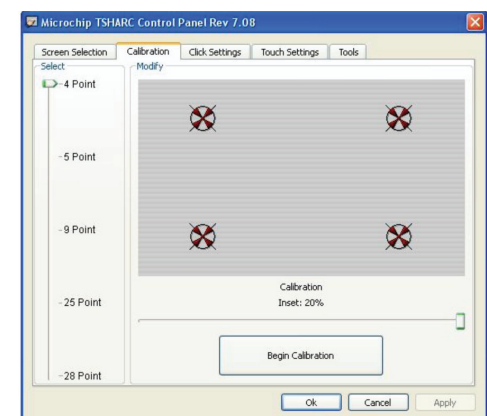 Microchip TSHARC Control Panel Rev 7.08
Screen Selection Calibration Click Settings Touch Settings Tools
Select
Modify
4 Point
5 Point
9 Point
25 Point
28 Point
Calibration
Inset: 20%
Begin Calibration
Ok Cancel Apply